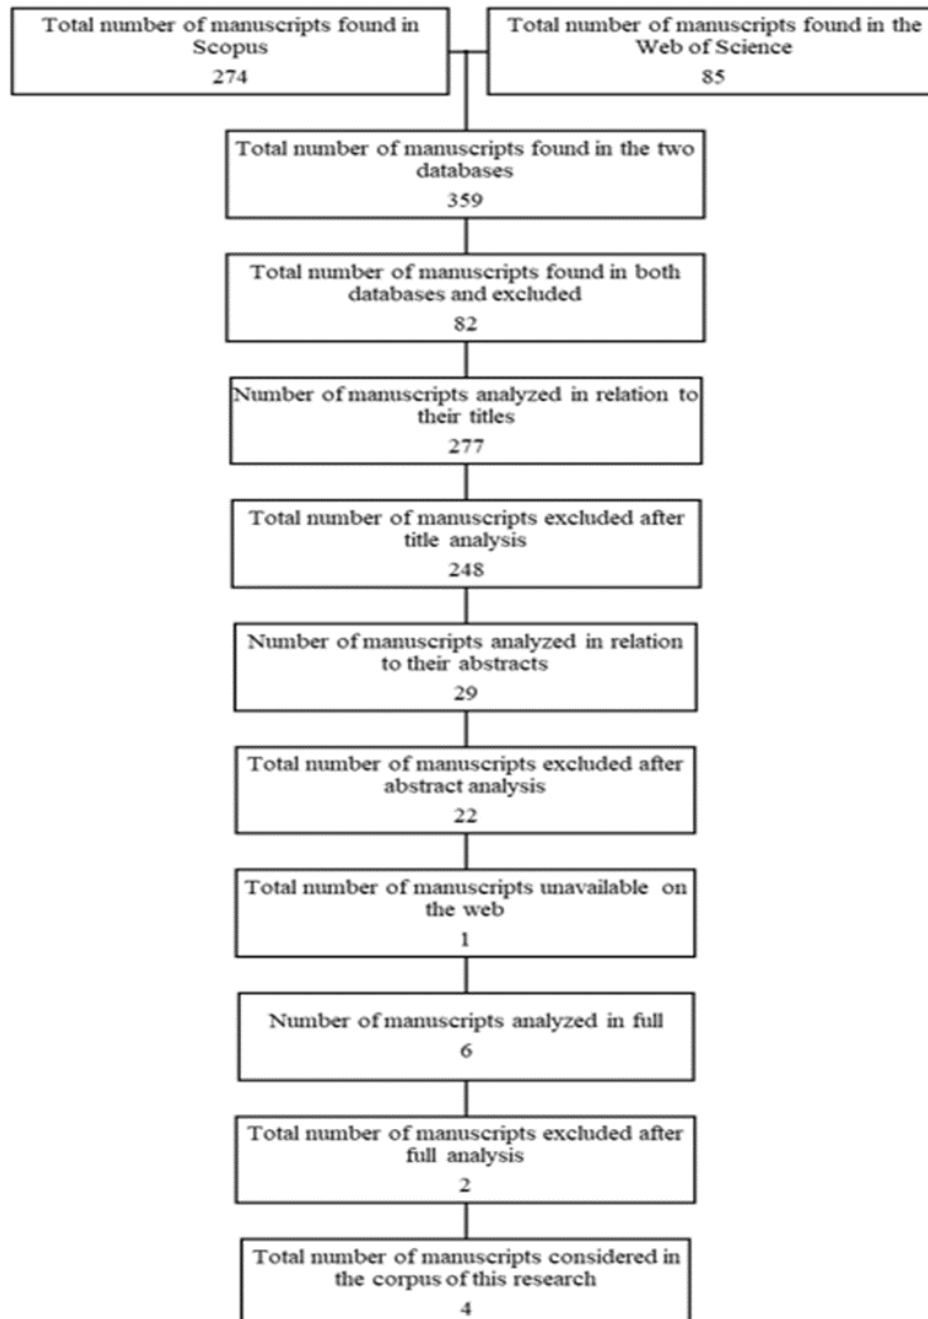 Total number of manuscripts found in
Scopus
274
Total number of manuscripts found in the
Web of Science
85
Total number of manuscripts found in the two
databases
359
Total number of manuscripts found in both
databases and excluded
82
Number of manuscripts analyzed in relation to
their titles
277
Total number of manuscripts excluded after
title analysis
248
Number of manuscripts analyzed in relation
to their abstracts
29
Total number of manuscripts excluded after
abstract analysis
22
Total number of manuscripts unavailable on
the web
1
Number of manuscripts analyzed in full
6
Total number of manuscripts excluded after
full analysis
2
Total number of manuscripts considered in
the corpus of this research
4